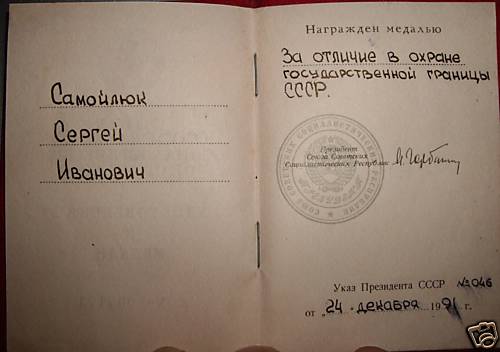 Самойлюк
Сергей
Иванович
Награжден медалью
За отличие в охране
государственной границы
СССР.
Президент
Союза Советских
Социалистических Республик
Указ Президента СССР №046
от „24" декабря 1991 г.